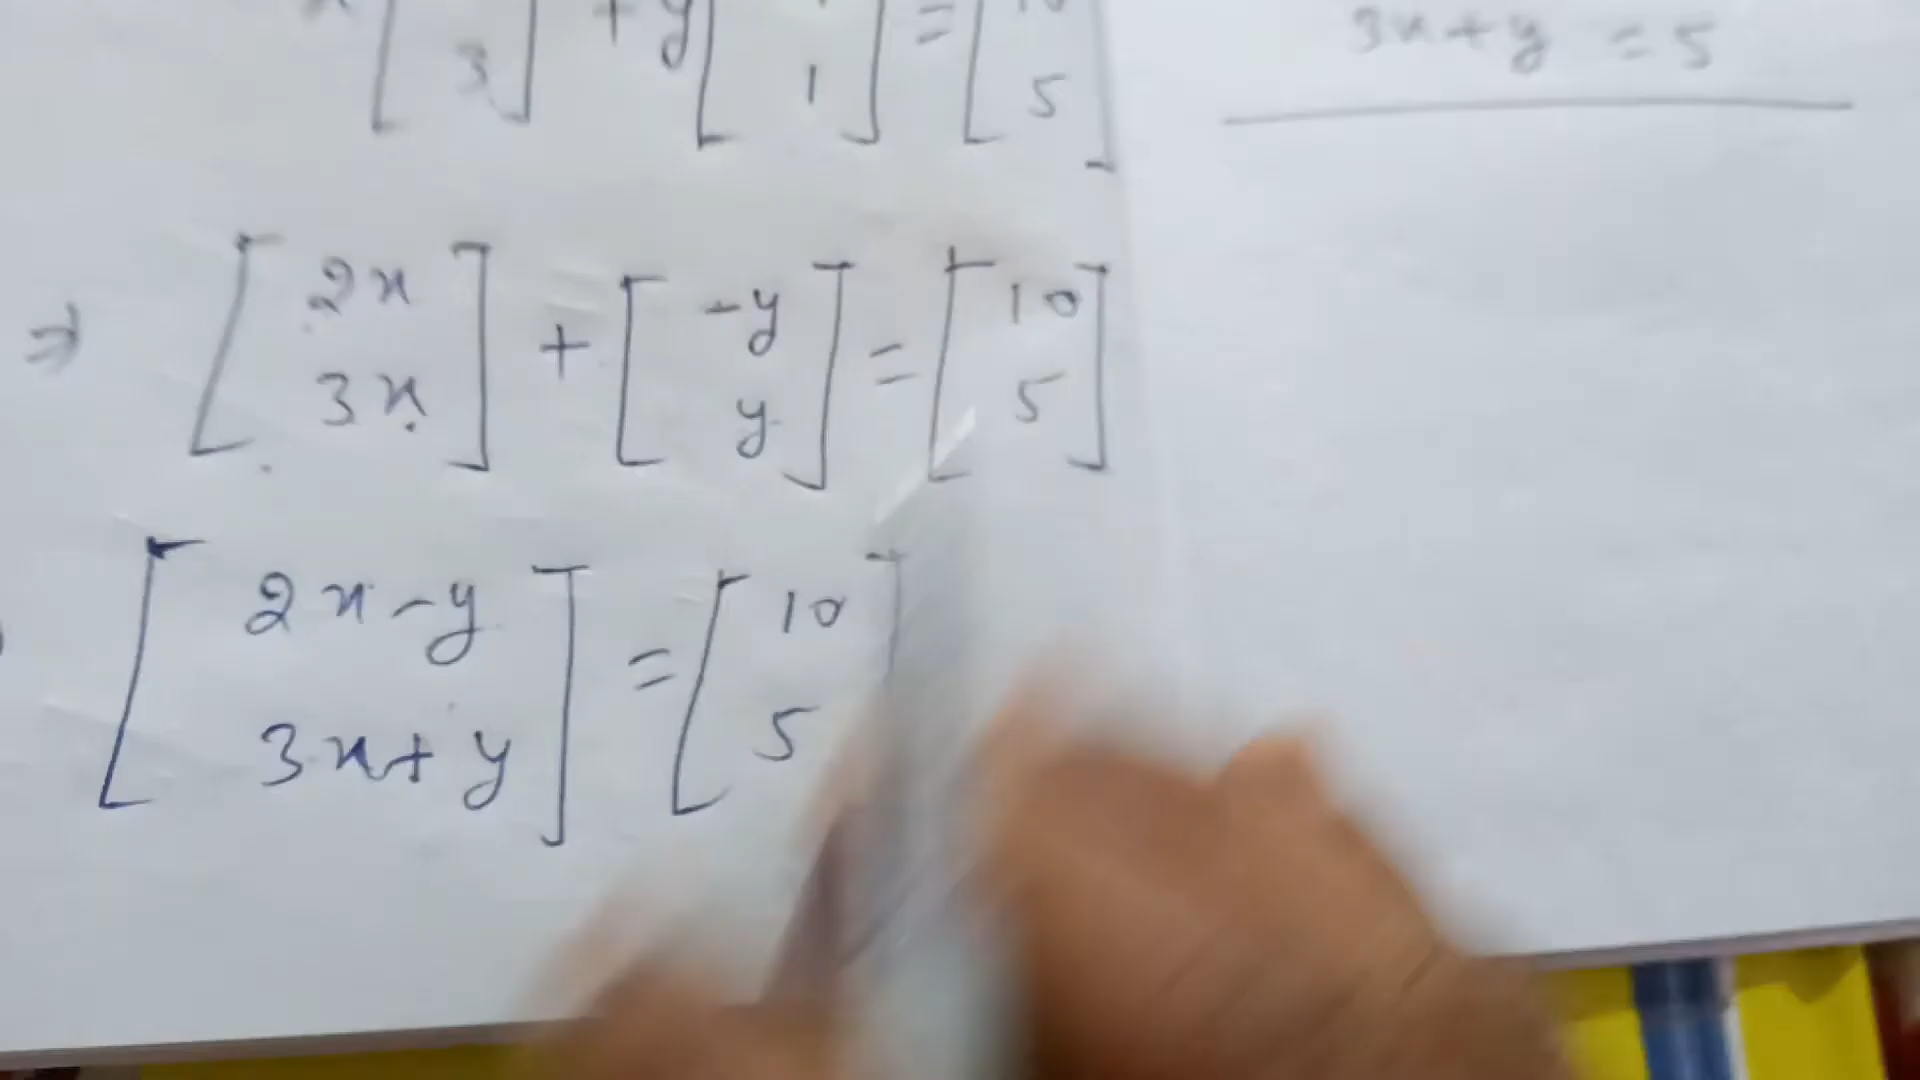 3 + y 1 = 5
3x+y = 5
⇒ [2x 3x] + [-y y] = [10 5]
[2x-y 3x+y] = [10 5]